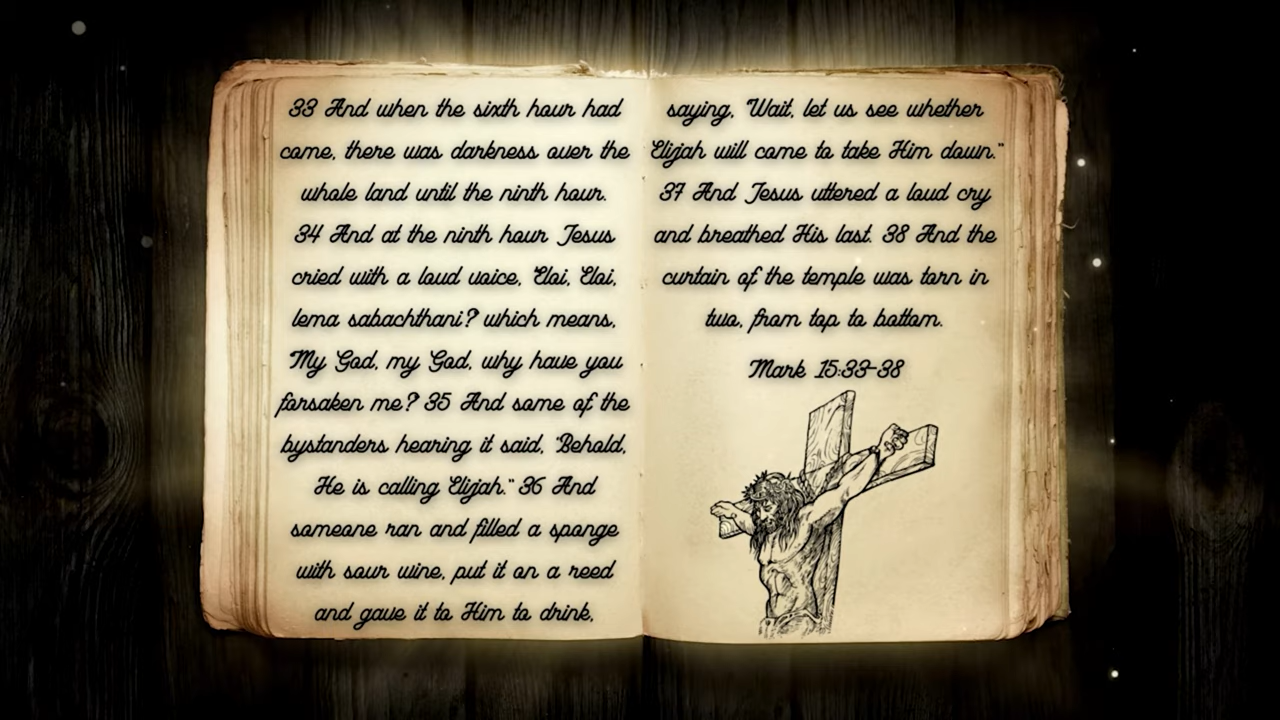 33 And when the sixth hour had
come, there was darkness over the
whole land until the ninth hour.
34 And at the ninth hour Jesus
cried with a loud voice, "Eloi, Eloi,
lema sabachthani? which means,
"My God, my God, why have you
forsaken me? 35 And some of the
bystanders hearing it said, "Behold,
He is calling Elijah." 36 And
someone ran and filled a sponge
with sour wine, put it on a reed
and gave it to Him to drink,
saying, "Wait, let us see whether
Elijah will come to take Him down."
37 And Jesus uttered a loud cry
and breathed His last. 38 And the
curtain of the temple was torn in
two, from top to bottom.
Mark 15:33-38